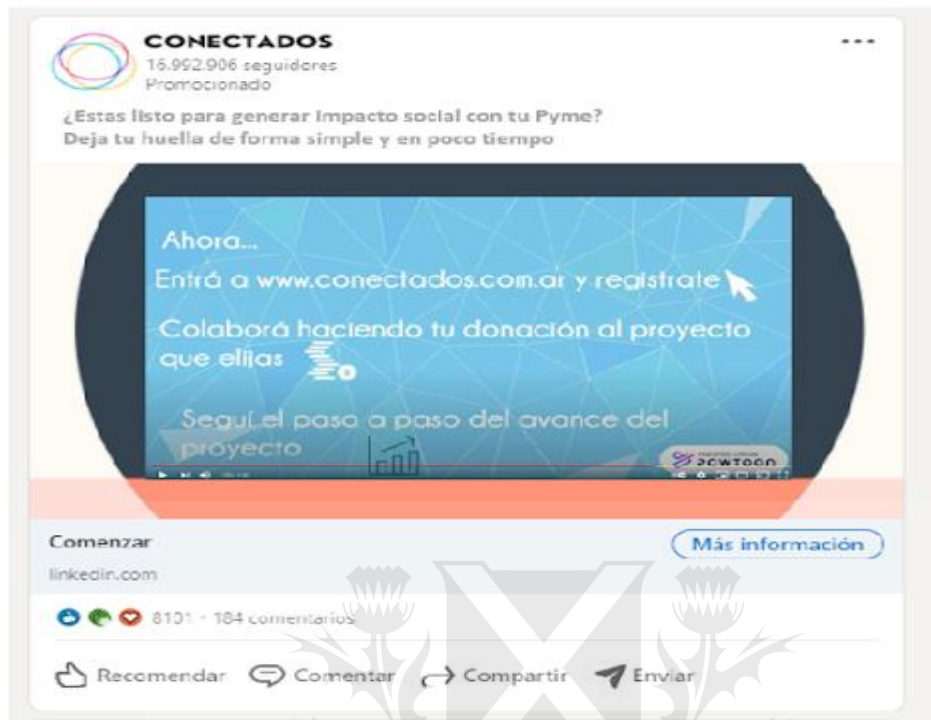 CONECTADOS
16.992.906 seguidores
Promocionado
¿Estas listo para generar Impacto social con tu Pyme?
Deja tu huella de forma simple y en poco tiempo
Ahora...
Entrá a www.conectados.com.ar y registrate
Colaborá haciendo tu donación al proyecto
que elijas
Seguí el paso a paso del avance del
proyecto
POWTOON
Comenzar
Más información
linkedin.com
8101 · 184 comentarios
Recomendar Comentar Compartir Enviar